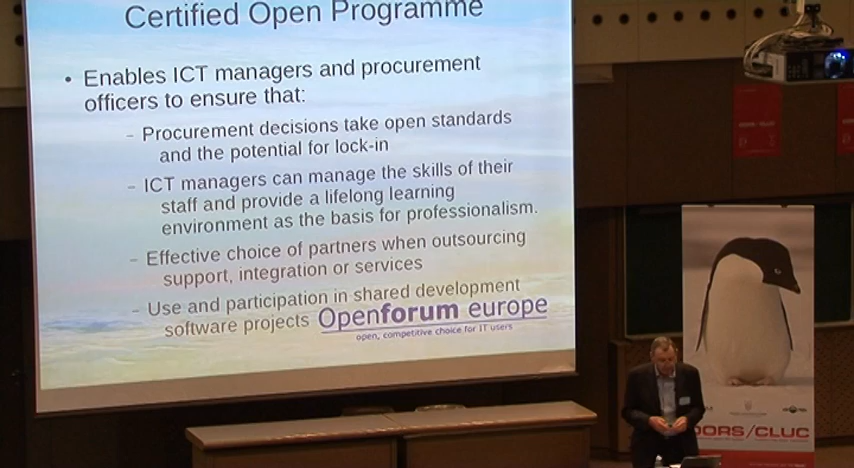 Certified Open Programme
• Enables ICT managers and procurement
officers to ensure that:
– Procurement decisions take open standards
and the potential for lock-in
– ICT managers can manage the skills of their
staff and provide a lifelong learning
environment as the basis for professionalism.
– Effective choice of partners when outsourcing
support, integration or services
– Use and participation in shared development
software projects
Openforum europe
open, competitive choice for IT users
DORS/CLUC